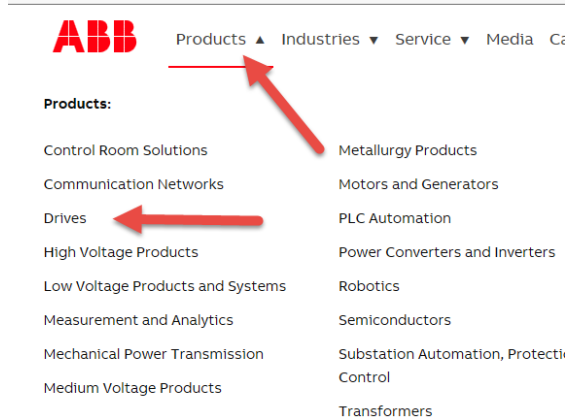 ABB
Products ▲ Industries ▼ Service ▼ Media
Products:
Control Room Solutions
Communication Networks
Drives
High Voltage Products
Low Voltage Products and Systems
Measurement and Analytics
Mechanical Power Transmission
Medium Voltage Products
Metallurgy Products
Motors and Generators
PLC Automation
Power Converters and Inverters
Robotics
Semiconductors
Substation Automation,
Control
Transformers